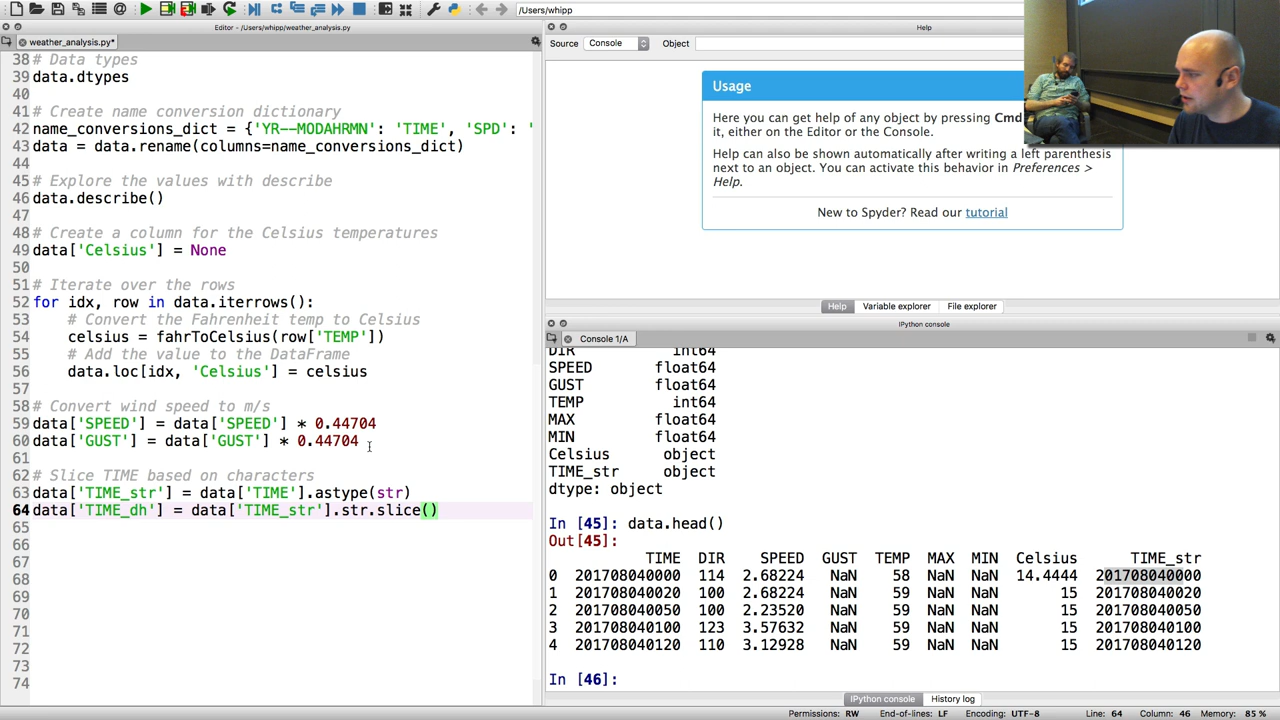 /Users/whipp
Editor - /Users/whipp/weather_analysis.py
weather_analysis.py*
38 # Data types
39 data.dtypes
40
41 # Create name conversion dictionary
42 name_conversions_dict = {'YR--MODAHRMN': 'TIME', 'SPD': '
43 data = data.rename(columns=name_conversions_dict)
44
45 # Explore the values with describe
46 data.describe()
47
48 # Create a column for the Celsius temperatures
49 data['Celsius'] = None
50
51 # Iterate over the rows
52 for idx, row in data.iterrows():
53 # Convert the Fahrenheit temp to Celsius
54 celsius = fahrToCelsius(row['TEMP'])
55 # Add the value to the DataFrame
56 data.loc[idx, 'Celsius'] = celsius
57
58 # Convert wind speed to m/s
59 data['SPEED'] = data['SPEED'] * 0.44704
60 data['GUST'] = data['GUST'] * 0.44704
61
62 # Slice TIME based on characters
63 data['TIME_str'] = data['TIME'].astype(str)
64 data['TIME_dh'] = data['TIME_str'].str.slice()
65
66
67
68
69
70
71
72
73
74
Help
Source Console Object
Usage
Here you can get help of any object by pressing Cmd
it, either on the Editor or the Console.
Help can also be shown automatically after writing a left parenthesis
next to an object. You can activate this behavior in Preferences >
Help.
New to Spyder? Read our tutorial
Help Variable explorer File explorer
IPython console
Console 1/A
DIR int64
SPEED float64
GUST float64
TEMP int64
MAX float64
MIN float64
Celsius object
TIME_str object
dtype: object
In [45]: data.head()
Out[45]:
TIME DIR SPEED GUST TEMP MAX MIN Celsius TIME_str
0 201708040000 114 2.68224 NaN 58 NaN NaN 14.4444 201708040000
1 201708040020 100 2.68224 NaN 59 NaN NaN 15 201708040020
2 201708040050 100 2.23520 NaN 59 NaN NaN 15 201708040050
3 201708040100 123 3.57632 NaN 59 NaN NaN 15 201708040100
4 201708040120 110 3.12928 NaN 59 NaN NaN 15 201708040120
In [46]:
IPython console History log
Permissions: RW End-of-lines: LF Encoding: UTF-8 Line: 64 Column: 46 Memory: 85 %